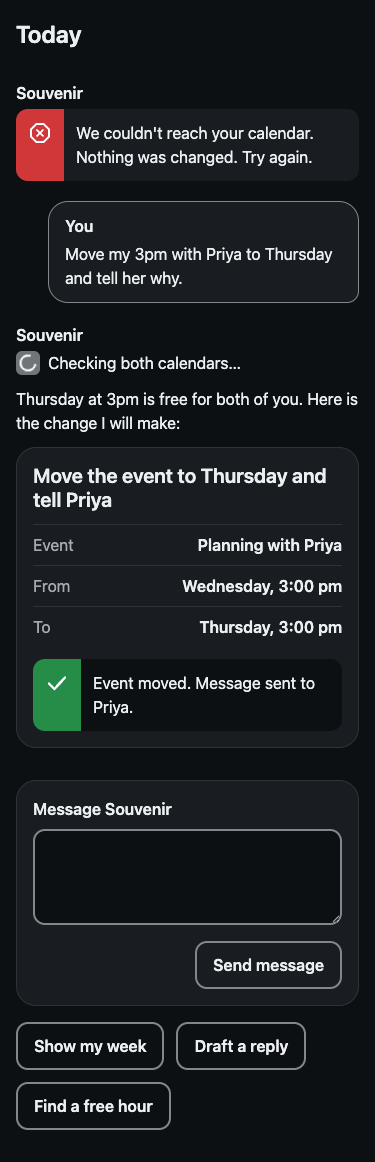 Today
Souvenir
We couldn't reach your calendar.
Nothing was changed. Try again.
You
Move my 3pm with Priya to Thursday
and tell her why.
Souvenir
Checking both calendars...
Thursday at 3pm is free for both of you. Here is
the change I will make:
Move the event to Thursday and
tell Priya
Event Planning with Priya
From Wednesday, 3:00 pm
To Thursday, 3:00 pm
Event moved. Message sent to
Priya.
Message Souvenir
Send message
Show my week Draft a reply
Find a free hour